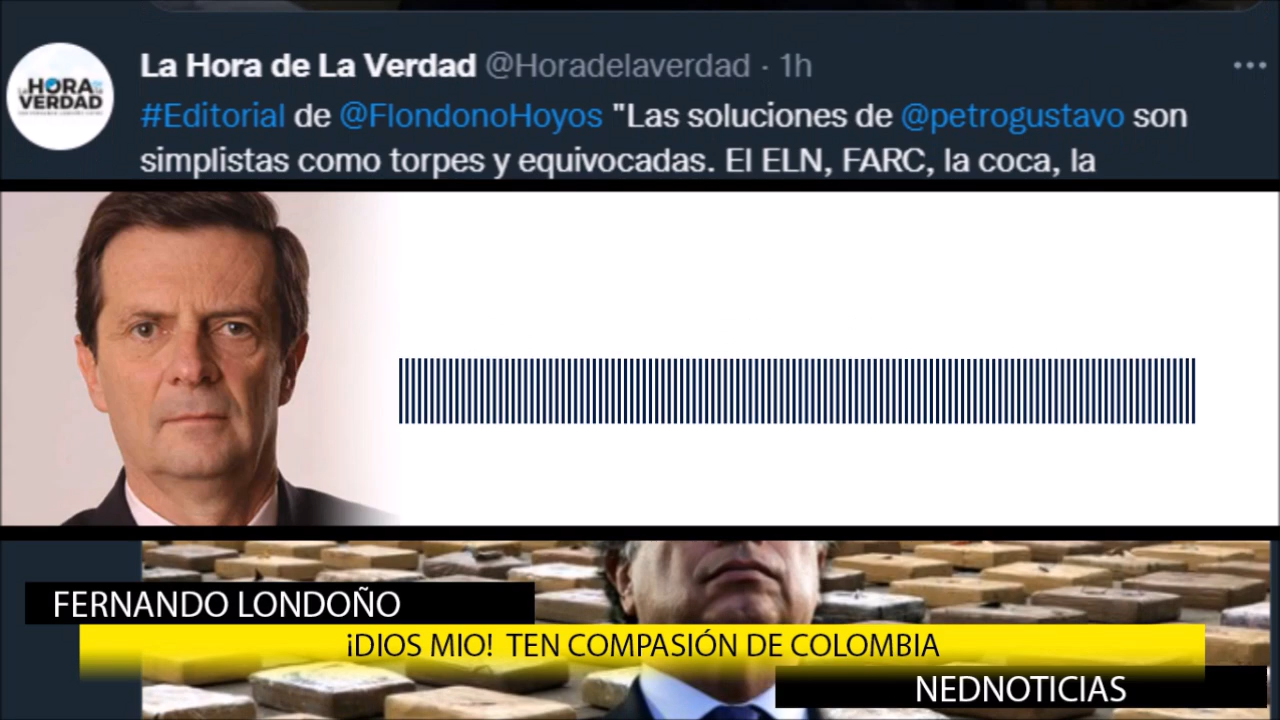 La Hora de La Verdad @Horadelaverdad · 1h
HORA
VERDAD
#Editorial de @FlondonoHoyos "Las soluciones de @petrogustavo son
simplistas como torpes y equivocadas. El ELN, FARC, la coca, la
FERNANDO LONDOÑO
¡DIOS MIO! TEN COMPASIÓN DE COLOMBIA
NEDNOTICIAS